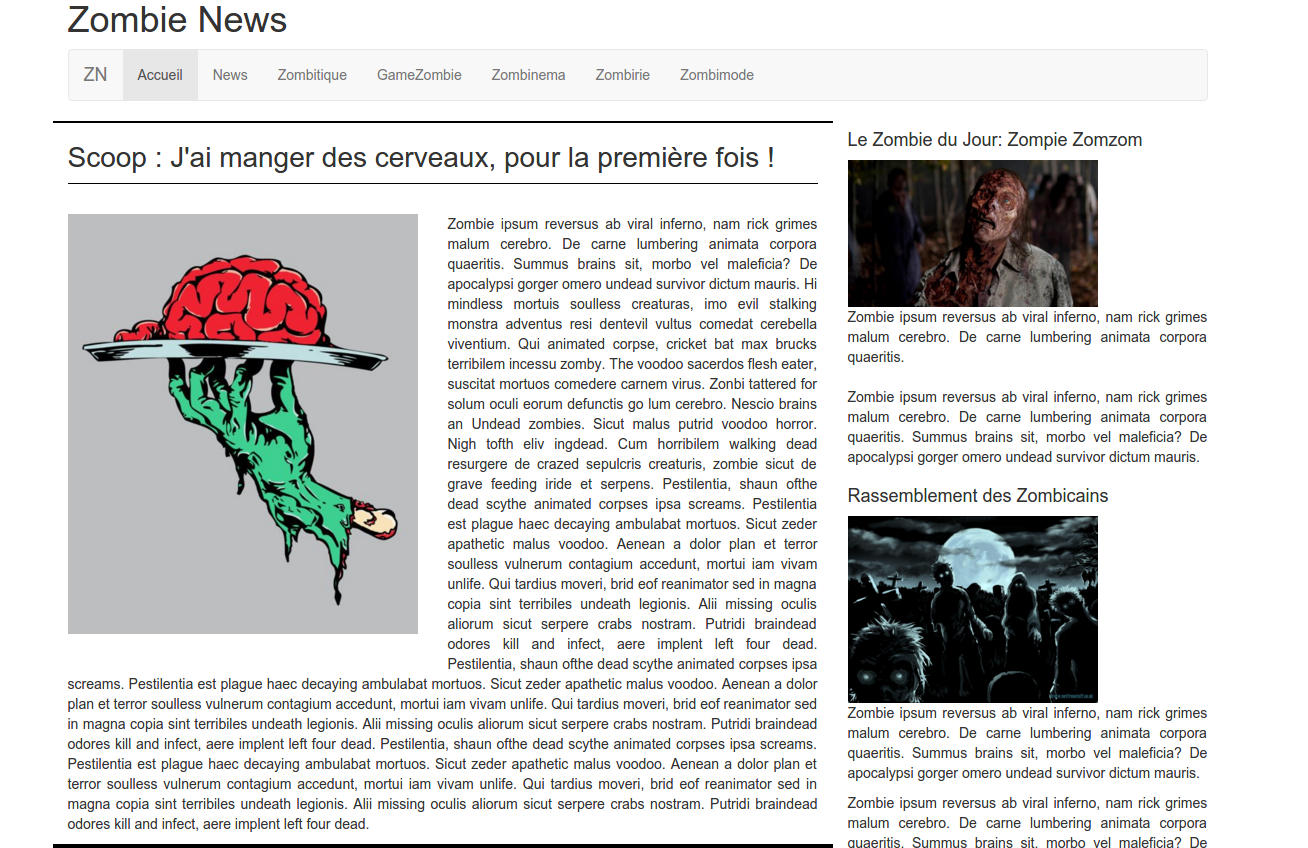 Zombie News
ZN Accueil News Zombitique GameZombie Zombinema Zombirie Zombimode
Scoop : J'ai manger des cerveaux, pour la première fois !
Zombie ipsum reversus ab viral inferno, nam rick grimes
malum cerebro. De carne lumbering animata corpora
quaeritis. Summus brains sit, morbo vel maleficia? De
apocalypsi gorger omero undead survivor dictum mauris. Hi
mindless mortuis soulless creaturas, imo evil stalking
monstra adventus resi dentevil vultus comedat cerebella
viventium. Qui animated corpse, cricket bat max brucks
terribilem incessu zomby. The voodoo sacerdos flesh eater,
suscitat mortuos comedere carnem virus. Zonbi tattered for
solum oculi eorum defunctis go lum cerebro. Nescio brains
an Undead zombies. Sicut malus putrid voodoo horror.
Nigh tofth eliv ingdead. Cum horribilem walking dead
resurgere de crazed sepulcris creaturis, zombie sicut de
grave feeding iride et serpens. Pestilentia, shaun ofthe
dead scythe animated corpses ipsa screams. Pestilentia
est plague haec decaying ambulabat mortuos. Sicut zeder
apathetic malus voodoo. Aenean a dolor plan et terror
soulless vulnerum contagium accedunt, mortui iam vivam
unlife. Qui tardius moveri, brid eof reanimator sed in magna
copia sint terribiles undeath legionis. Alii missing oculis
aliorum sicut serpere crabs nostram. Putridi braindead
odores kill and infect, aere implent left four dead.
Pestilentia, shaun ofthe dead scythe animated corpses ipsa
screams. Pestilentia est plague haec decaying ambulabat mortuos. Sicut zeder apathetic malus voodoo. Aenean a dolor
plan et terror soulless vulnerum contagium accedunt, mortui iam vivam unlife. Qui tardius moveri, brid eof reanimator sed
in magna copia sint terribiles undeath legionis. Alii missing oculis aliorum sicut serpere crabs nostram. Putridi braindead
odores kill and infect, aere implent left four dead. Pestilentia, shaun ofthe dead scythe animated corpses ipsa screams.
Pestilentia est plague haec decaying ambulabat mortuos. Sicut zeder apathetic malus voodoo. Aenean a dolor plan et
terror soulless vulnerum contagium accedunt, mortui iam vivam unlife. Qui tardius moveri, brid eof reanimator sed in
magna copia sint terribiles undeath legionis. Alii missing oculis aliorum sicut serpere crabs nostram. Putridi braindead
odores kill and infect, aere implent left four dead.
Le Zombie du Jour: Zompie Zomzom
Zombie ipsum reversus ab viral inferno, nam rick grimes
malum cerebro. De carne lumbering animata corpora
quaeritis.
Zombie ipsum reversus ab viral inferno, nam rick grimes
malum cerebro. De carne lumbering animata corpora
quaeritis. Summus brains sit, morbo vel maleficia? De
apocalypsi gorger omero undead survivor dictum mauris.
Rassemblement des Zombicains
Zombie ipsum reversus ab viral inferno, nam rick grimes
malum cerebro. De carne lumbering animata corpora
quaeritis. Summus brains sit, morbo vel maleficia? De
apocalypsi gorger omero undead survivor dictum mauris.
Zombie ipsum reversus ab viral inferno, nam rick grimes
malum cerebro. De carne lumbering animata corpora
quaeritis. Summus brains sit, morbo vel maleficia? De